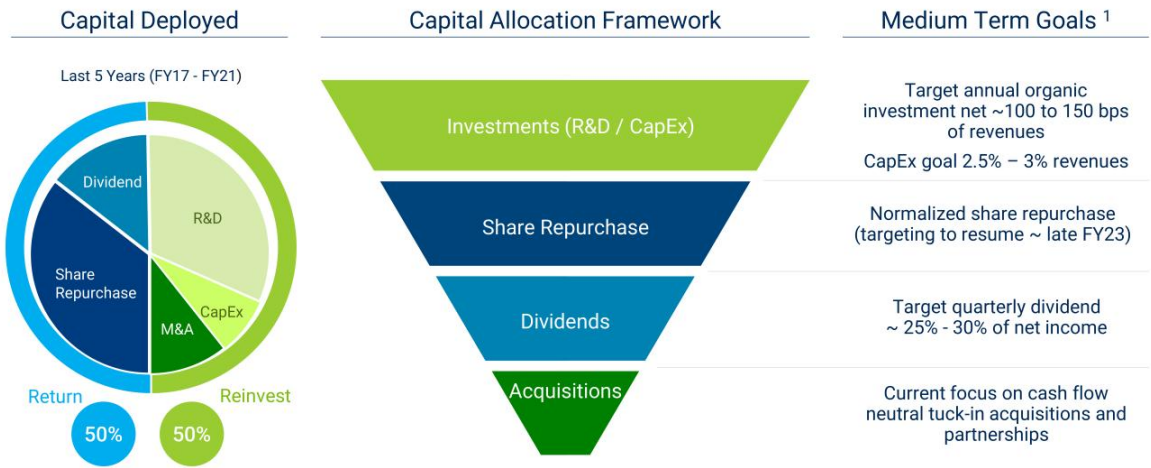 Capital Deployed
Last 5 Years (FY17 - FY21)
Dividend
R&D
Share
Repurchase
CapEx
M&A
Return
Reinvest
50%
50%
Capital Allocation Framework
Investments (R&D / CapEx)
Share Repurchase
Dividends
Acquisitions
Medium Term Goals 1
Target annual organic
investment net ~100 to 150 bps
of revenues
CapEx goal 2.5% – 3% revenues
Normalized share repurchase
(targeting to resume ~ late FY23)
Target quarterly dividend
~ 25% - 30% of net income
Current focus on cash flow
neutral tuck-in acquisitions and
partnerships